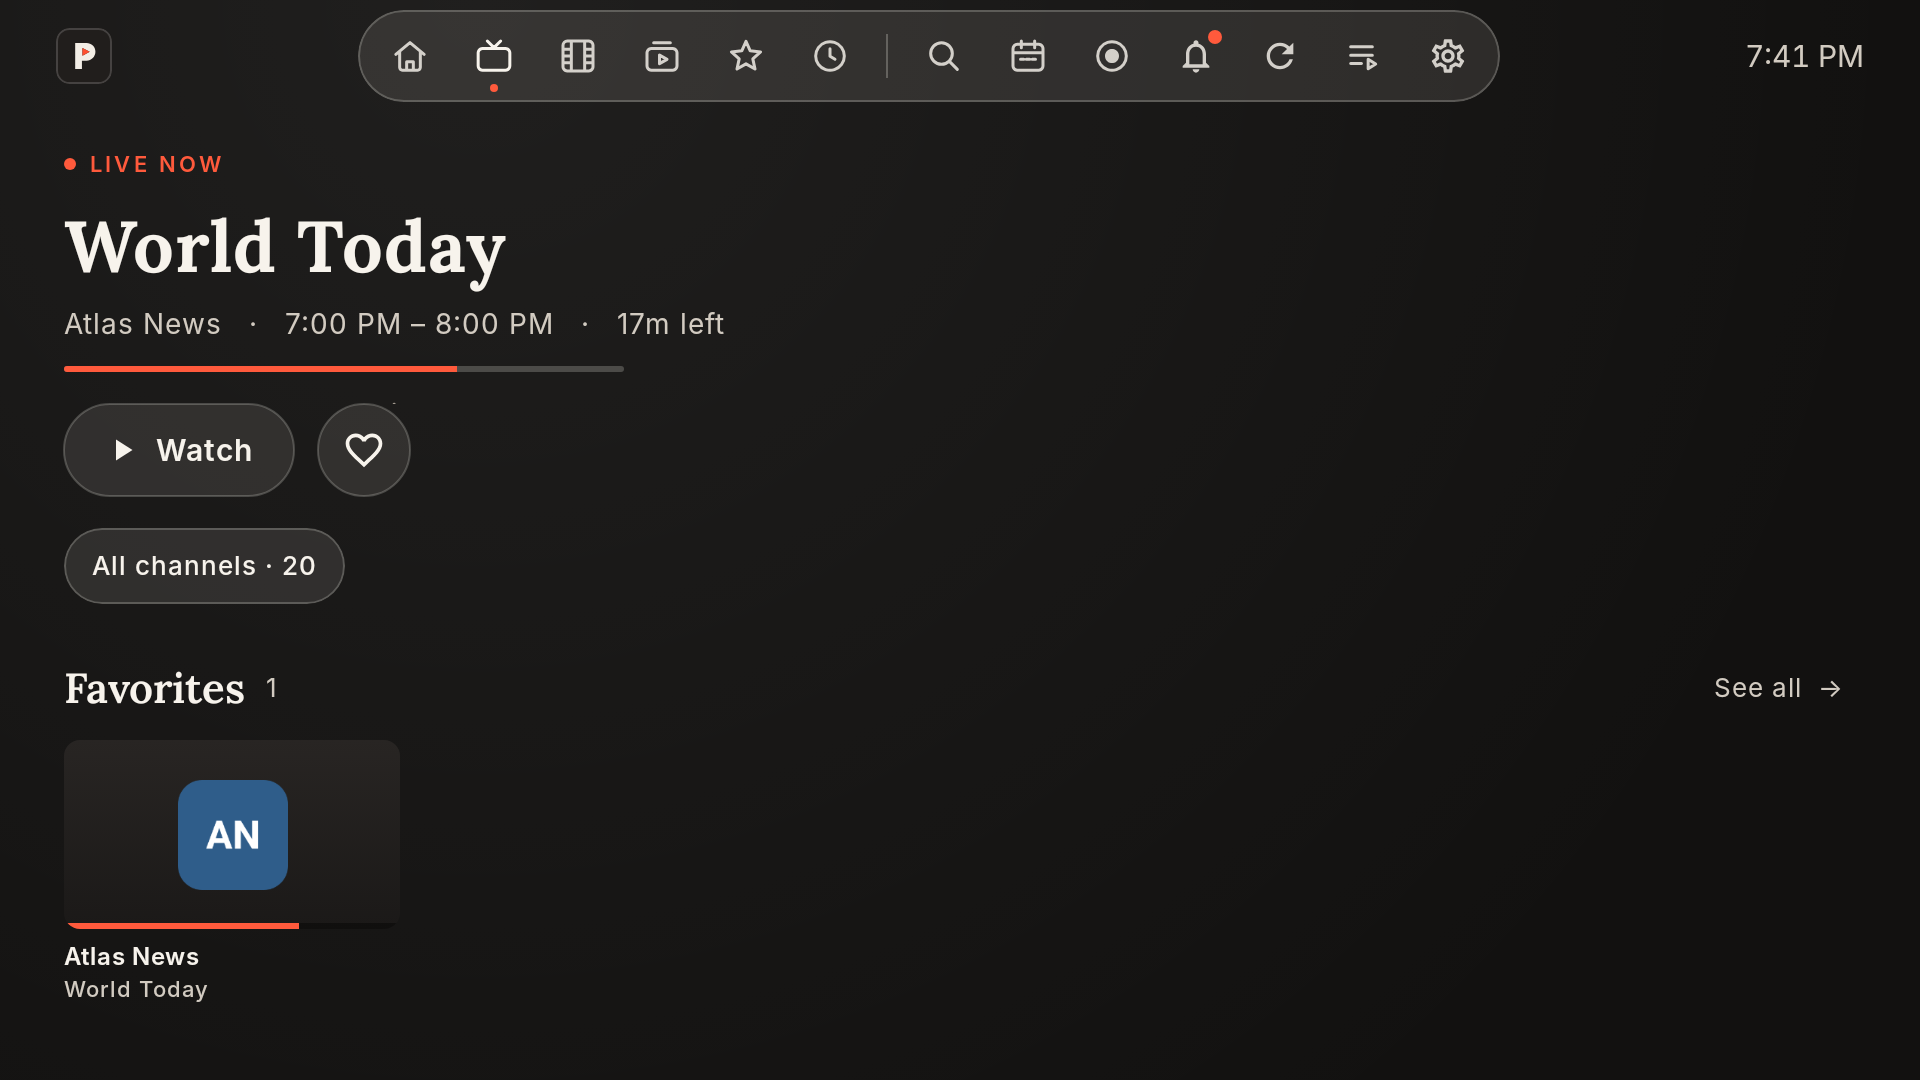 P
7:41 PM
LIVE NOW
World Today
Atlas News · 7:00 PM – 8:00 PM · 17m left
Watch
All channels · 20
Favorites 1
See all →
AN
Atlas News
World Today